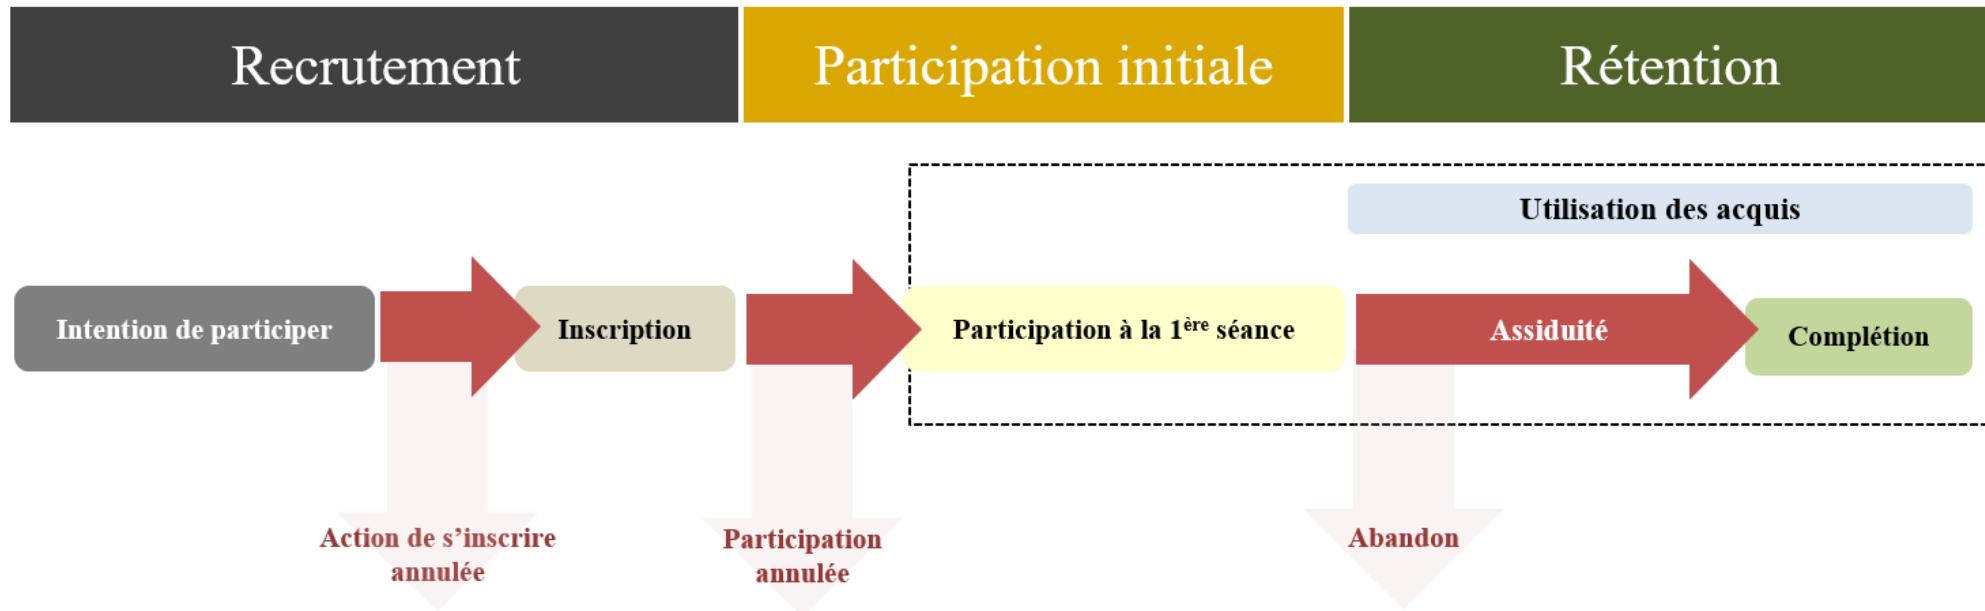 Recrutement
Participation initiale
Rétention
Utilisation des acquis
Intention de participer
Inscription
Participation à la 1ère séance
Assiduité
Complétion
Action de s’inscrire
annulée
Participation
annulée
Abandon